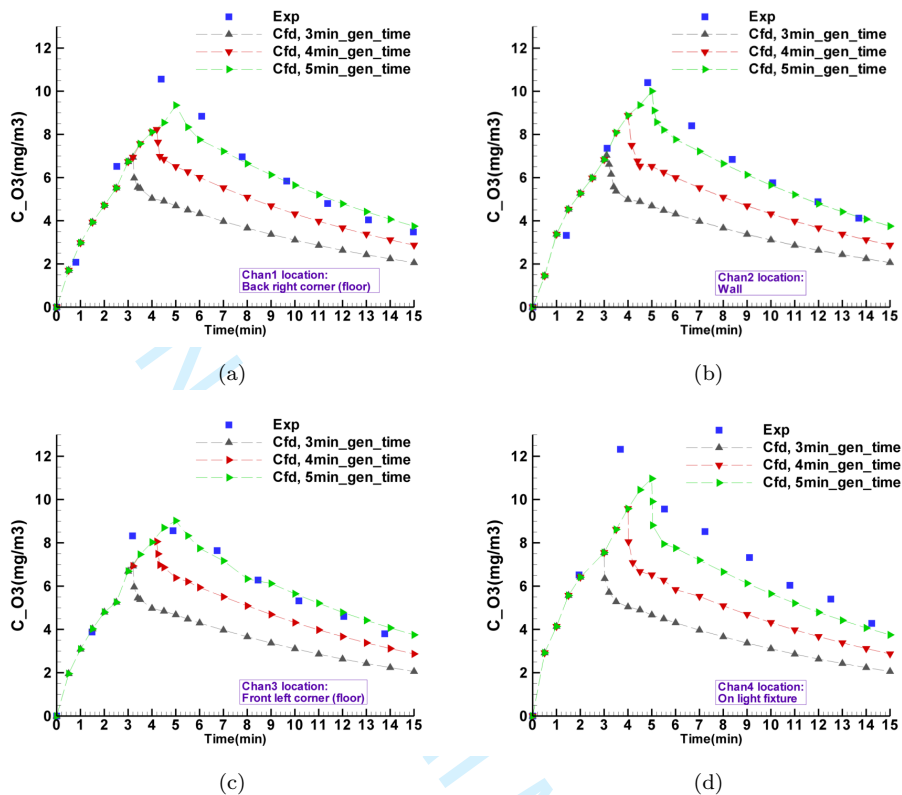 Exp
Cfd, 3min_gen_time
Cfd, 4min_gen_time
Cfd, 5min_gen_time
C_O3(mg/m3)
12
10
8
6
4
2
0
Chan1 location:
Back right corner (floor)
0 1 2 3 4 5 6 7 8 9 10 11 12 13 14 15
Time(min)
(a)
Exp
Cfd, 3min_gen_time
Cfd, 4min_gen_time
Cfd, 5min_gen_time
C_O3(mg/m3)
12
10
8
6
4
2
0
Chan2 location:
Wall
0 1 2 3 4 5 6 7 8 9 10 11 12 13 14 15
Time(min)
(b)
Exp
Cfd, 3min_gen_time
Cfd, 4min_gen_time
Cfd, 5min_gen_time
C_O3(mg/m3)
12
10
8
6
4
2
0
Chan3 location:
Front left corner (floor)
0 1 2 3 4 5 6 7 8 9 10 11 12 13 14 15
Time(min)
(c)
Exp
Cfd, 3min_gen_time
Cfd, 4min_gen_time
Cfd, 5min_gen_time
C_O3(mg/m3)
12
10
8
6
4
2
0
Chan4 location:
On light fixture
0 1 2 3 4 5 6 7 8 9 10 11 12 13 14 15
Time(min)
(d)